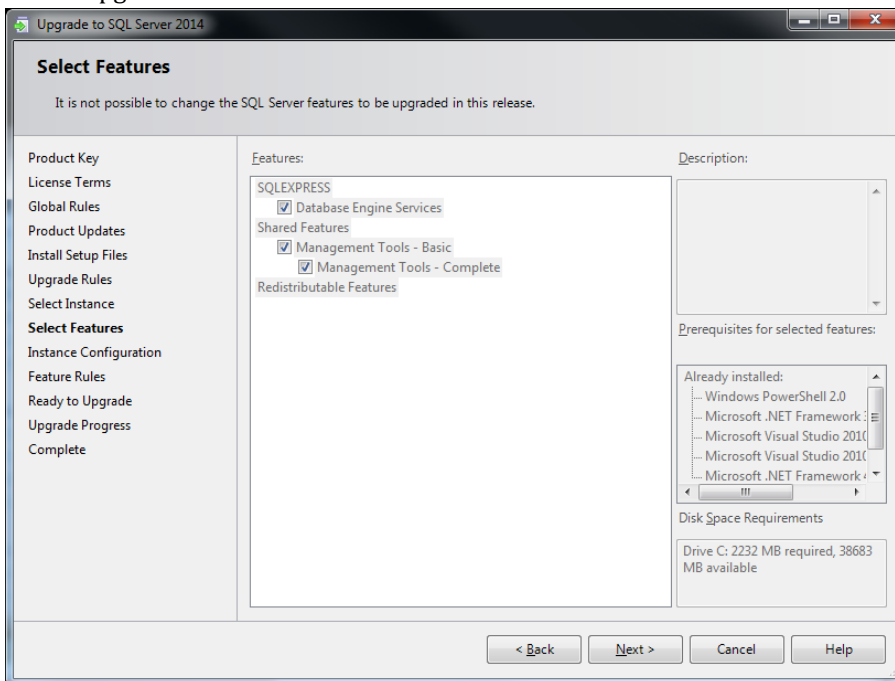 Upgrade to SQL Server 2014
Select Features
It is not possible to change the SQL Server features to be upgraded in this release.
Product Key
License Terms
Global Rules
Product Updates
Install Setup Files
Upgrade Rules
Select Instance
Select Features
Instance Configuration
Feature Rules
Ready to Upgrade
Upgrade Progress
Complete
Features:
SQLEXPRESS
Database Engine Services
Shared Features
Management Tools - Basic
Management Tools - Complete
Redistributable Features
Description:
Prerequisites for selected features:
Already installed:
Windows PowerShell 2.0
Microsoft .NET Framework
Microsoft Visual Studio
Microsoft Visual Studio
Microsoft .NET Framework
Disk Space Requirements
Drive C: 2232 MB required, 38683
MB available
< Back
Next >
Cancel
Help